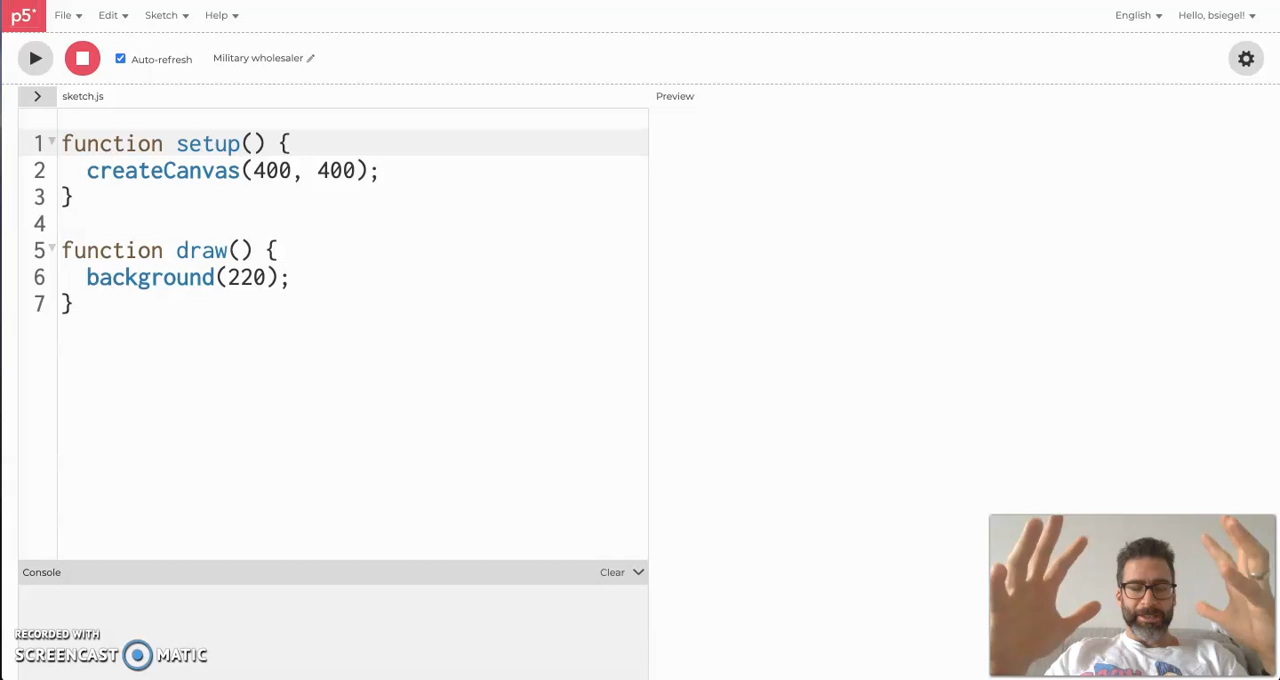 p5* File Edit Sketch Help English Hello, bsiegel!
Auto-refresh Military wholesaler
sketch.js
Preview
1 function setup() {
2 createCanvas(400, 400);
3 }
4
5 function draw() {
6 background(220);
7 }
Console Clear
RECORDED WITH
SCREENCAST MATIC